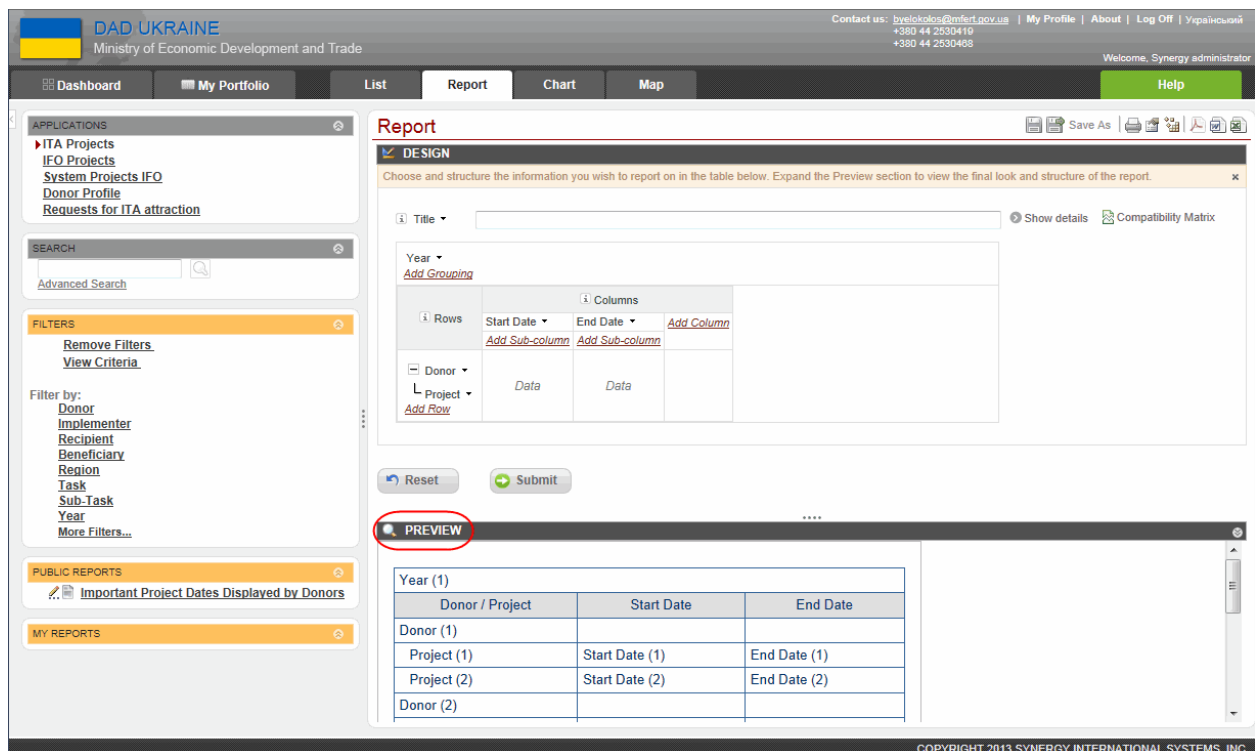 DAD UKRAINE
Ministry of Economic Development and Trade
Contact us: byelokolos@mfert.gov.ua | My Profile | About | Log Off | Український
+380 44 2530419
+380 44 2530468
Welcome, Synergy administrator
Dashboard My Portfolio List Report Chart Map Help
APPLICATIONS
ITA Projects
IFO Projects
System Projects IFO
Donor Profile
Requests for ITA attraction
SEARCH
Advanced Search
FILTERS
Remove Filters
View Criteria
Filter by:
Donor
Implementer
Recipient
Beneficiary
Region
Task
Sub-Task
Year
More Filters...
PUBLIC REPORTS
Important Project Dates Displayed by Donors
MY REPORTS
Report
Save As
DESIGN
Choose and structure the information you wish to report on in the table below. Expand the Preview section to view the final look and structure of the report.
Title
Show details Compatibility Matrix
Year
Add Grouping
Rows
Columns
Start Date End Date Add Column
Add Sub-column Add Sub-column
Donor
Project
Add Row
Data Data
Reset Submit
PREVIEW
Year (1)
Donor / Project Start Date End Date
Donor (1)
Project (1) Start Date (1) End Date (1)
Project (2) Start Date (2) End Date (2)
Donor (2)
COPYRIGHT 2013 SYNERGY INTERNATIONAL SYSTEMS, INC